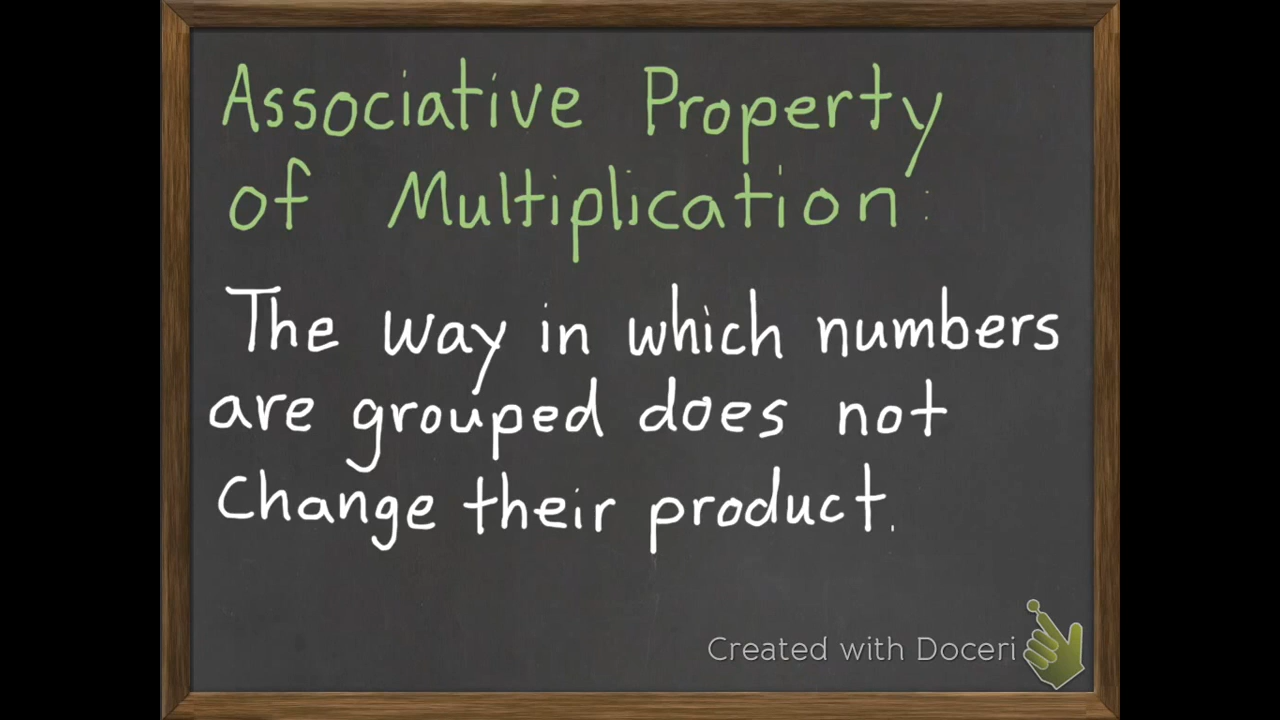 Associative Property
of Multiplication:
The way in which numbers
are grouped does not
change their product.
Created with Doceri